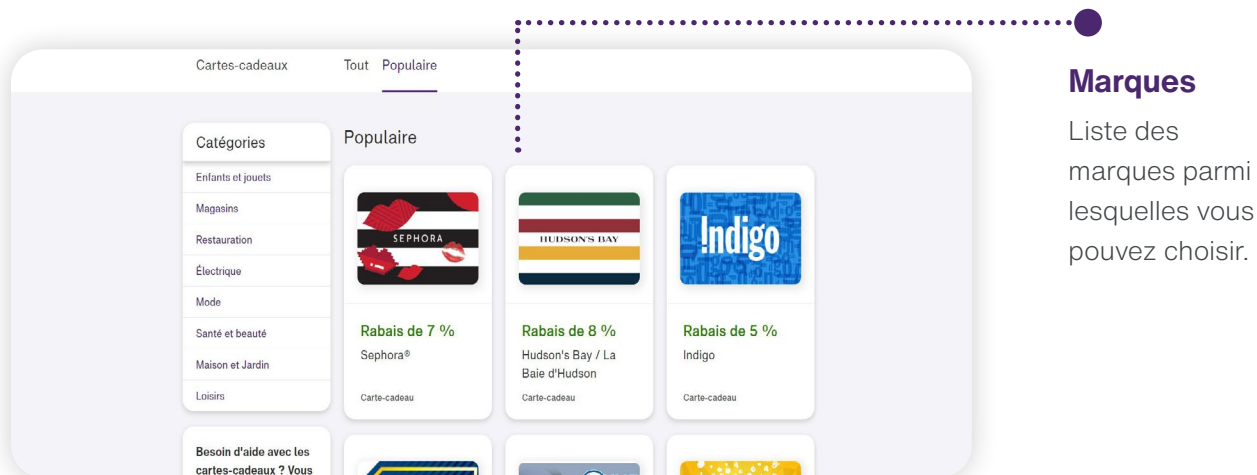 Cartes-cadeaux
Tout Populaire
Catégories
Enfants et jouets
Magasins
Restauration
Électrique
Mode
Santé et beauté
Maison et Jardin
Loisirs
Besoin d'aide avec les
cartes-cadeaux ? Vous
Populaire
SEPHORA
Rabais de 7 %
Sephora®
Carte-cadeau
HUDSON'S BAY
Rabais de 8 %
Hudson's Bay / La
Baie d'Hudson
Carte-cadeau
!ndigo
Rabais de 5 %
Indigo
Carte-cadeau
Marques
Liste des
marques parmi
lesquelles vous
pouvez choisir.